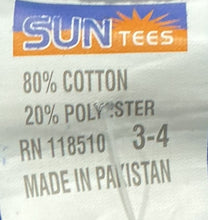 SUN TEES
80% COTTON
20% POLYESTER
RN 118510 3-4
MADE IN PAKISTAN